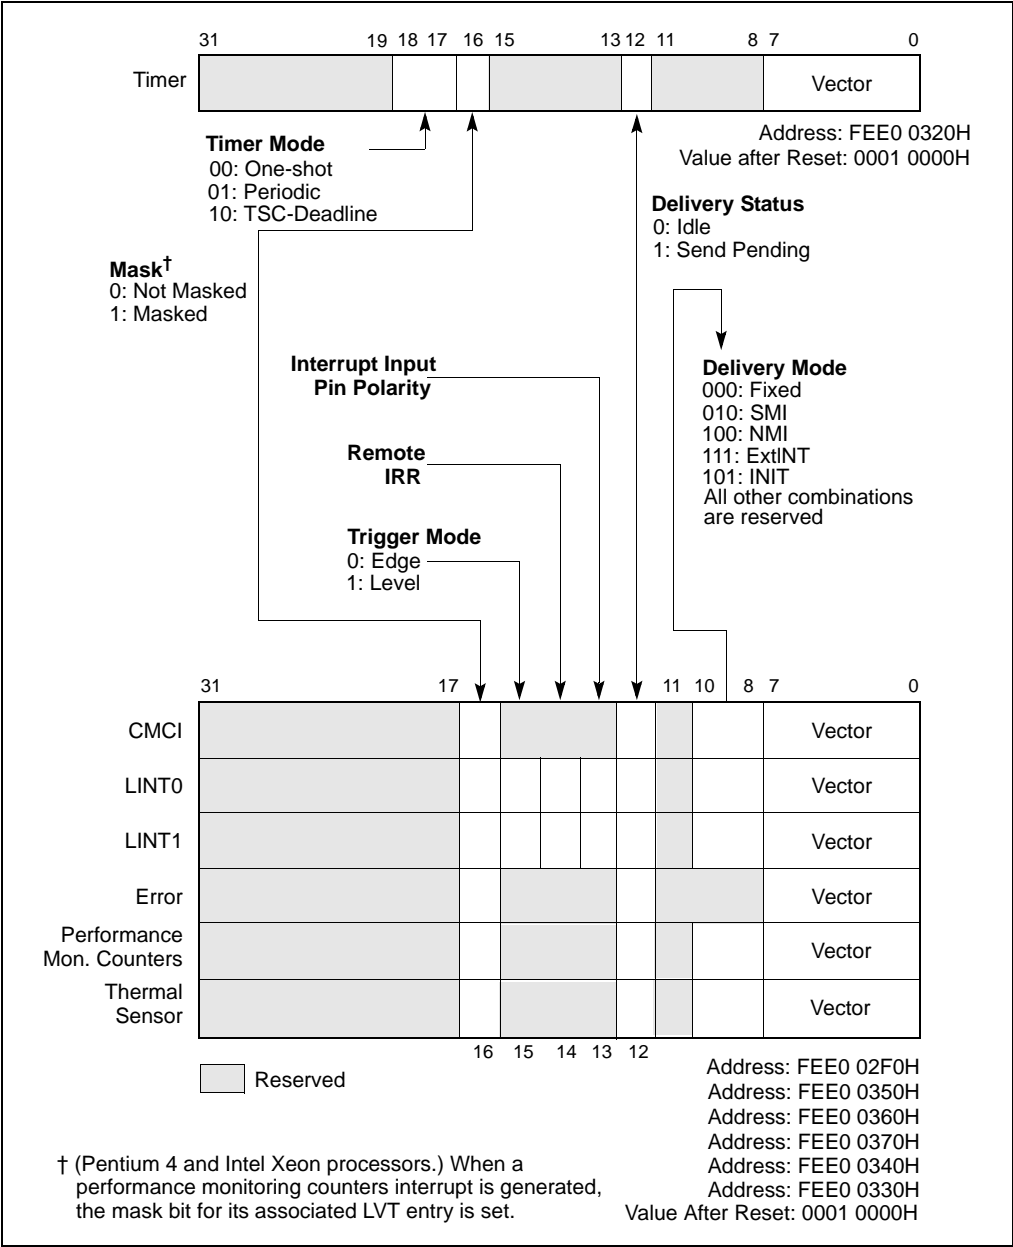 31 19 18 17 16 15 13 12 11 8 7 0
Timer Vector
Address: FEE0 0320H
Value after Reset: 0001 0000H
Timer Mode
00: One-shot
01: Periodic
10: TSC-Deadline
Delivery Status
0: Idle
1: Send Pending
Mask†
0: Not Masked
1: Masked
Interrupt Input
Pin Polarity
Delivery Mode
000: Fixed
010: SMI
100: NMI
111: ExtlNT
101: INIT
All other combinations
are reserved
Remote
IRR
Trigger Mode
0: Edge
1: Level
31 17 11 10 8 7 0
CMCI Vector
LINT0 Vector
LINT1 Vector
Error Vector
Performance
Mon. Counters Vector
Thermal
Sensor Vector
16 15 14 13 12
Reserved
Address: FEE0 02F0H
Address: FEE0 0350H
Address: FEE0 0360H
Address: FEE0 0370H
Address: FEE0 0340H
Address: FEE0 0330H
Value After Reset: 0001 0000H
† (Pentium 4 and Intel Xeon processors.) When a
performance monitoring counters interrupt is generated,
the mask bit for its associated LVT entry is set.